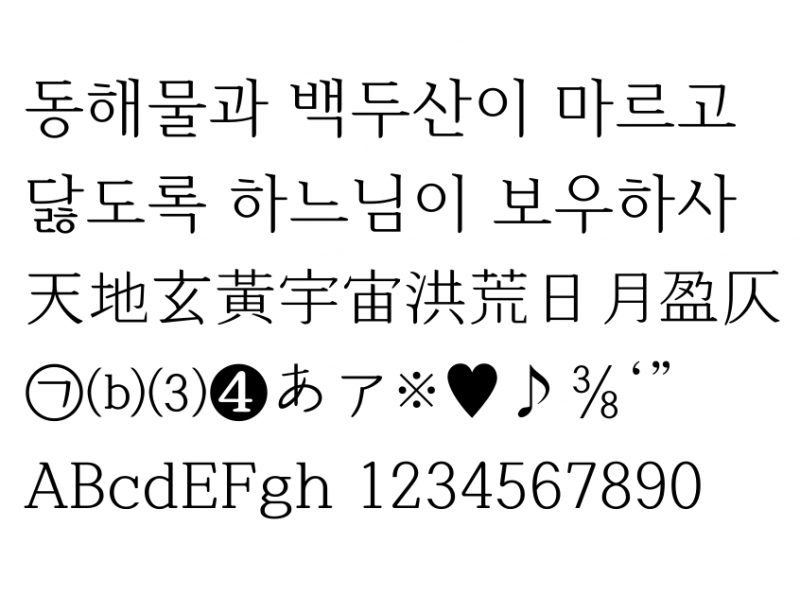 동해물과 백두산이 마르고
닳도록 하느님이 보우하사
天地玄黃宇宙洪荒日月盈仄
㉠⒝⑶❹あァ※♥♪⅜‘”
ABcdEFgh 1234567890